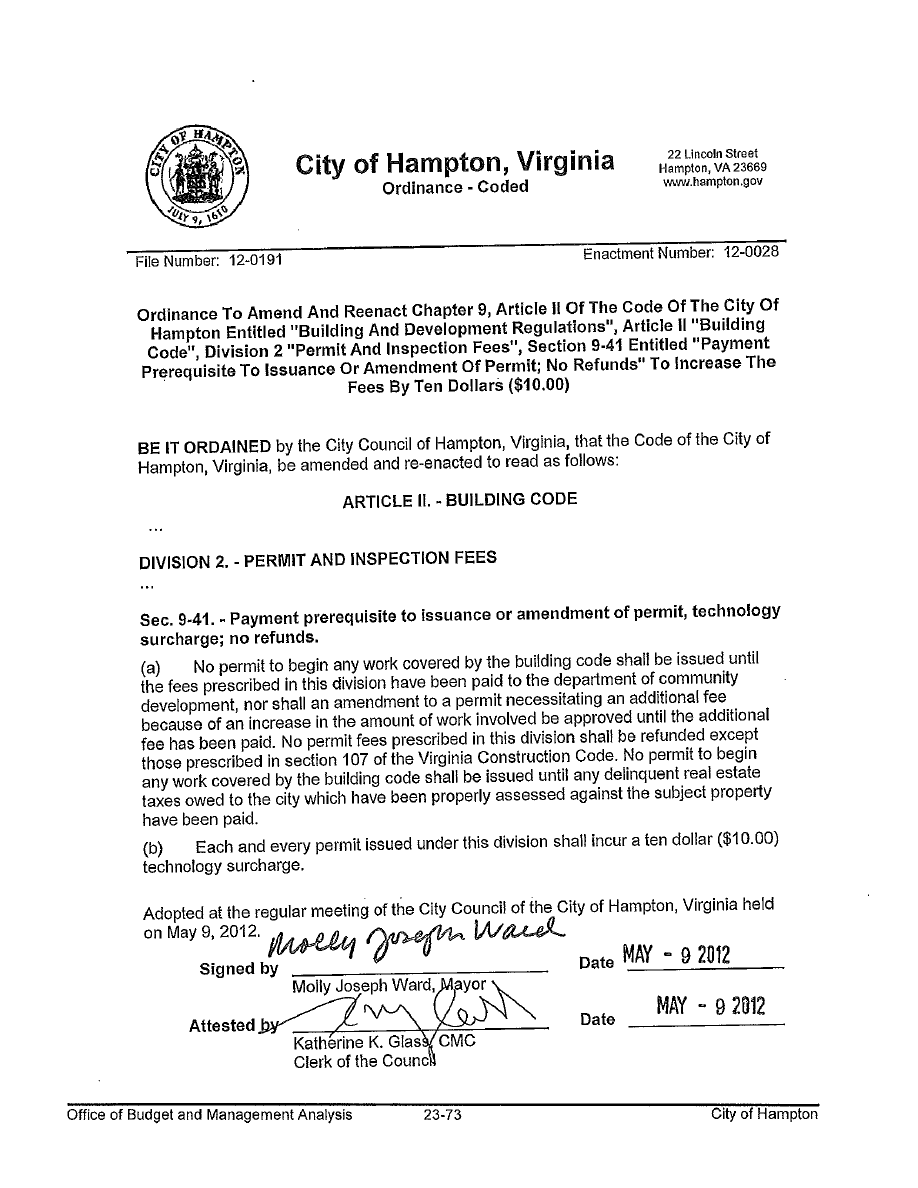 CITY OF HAMPTON
JULY 9, 1610
City of Hampton, Virginia
Ordinance - Coded
22 Lincoln Street
Hampton, VA 23669
www.hampton.gov
File Number: 12-0191
Enactment Number: 12-0028
Ordinance To Amend And Reenact Chapter 9, Article II Of The Code Of The City Of
Hampton Entitled "Building And Development Regulations", Article II "Building
Code", Division 2 "Permit And Inspection Fees", Section 9-41 Entitled "Payment
Prerequisite To Issuance Or Amendment Of Permit; No Refunds" To Increase The
Fees By Ten Dollars ($10.00)
BE IT ORDAINED by the City Council of Hampton, Virginia, that the Code of the City of
Hampton, Virginia, be amended and re-enacted to read as follows:
ARTICLE II. - BUILDING CODE
...
DIVISION 2. - PERMIT AND INSPECTION FEES
...
Sec. 9-41. - Payment prerequisite to issuance or amendment of permit, technology
surcharge; no refunds.
(a) No permit to begin any work covered by the building code shall be issued until
the fees prescribed in this division have been paid to the department of community
development, nor shall an amendment to a permit necessitating an additional fee
because of an increase in the amount of work involved be approved until the additional
fee has been paid. No permit fees prescribed in this division shall be refunded except
those prescribed in section 107 of the Virginia Construction Code. No permit to begin
any work covered by the building code shall be issued until any delinquent real estate
taxes owed to the city which have been properly assessed against the subject property
have been paid.
(b) Each and every permit issued under this division shall incur a ten dollar ($10.00)
technology surcharge.
Adopted at the regular meeting of the City Council of the City of Hampton, Virginia held
on May 9, 2012.
Molly Joseph Ward
Signed by
Date MAY - 9 2012
Molly Joseph Ward, Mayor
Attested by
Date MAY - 9 2012
Katherine K. Glass, CMC
Clerk of the Council
Office of Budget and Management Analysis 23-73 City of Hampton